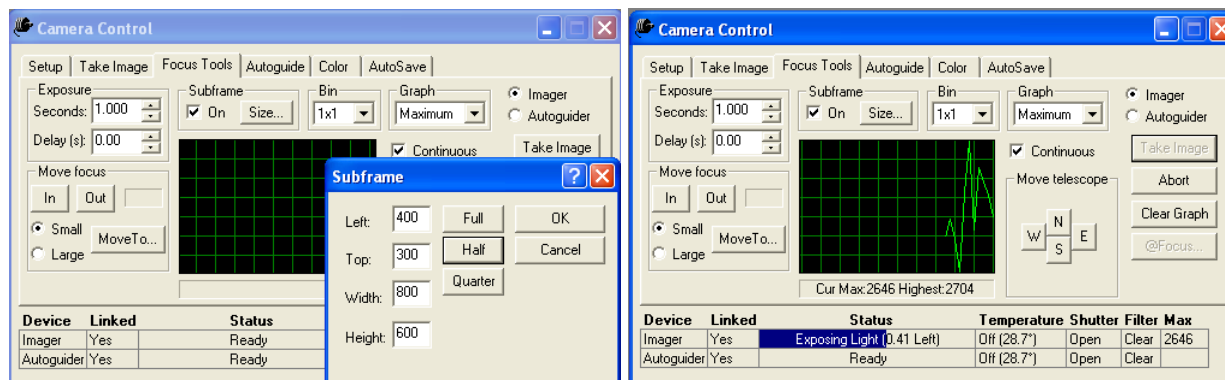 Camera Control
Setup Take Image Focus Tools Autoguide Color AutoSave
Exposure Subframe Bin Graph
Seconds: 1.000 On Size... 1x1 Maximum Imager
Autoguider
Delay (s): 0.00 Continuous Take Image
Move focus
In Out
Small
Large
MoveTo...
Subframe
Left: 400 Full OK
Top: 300 Half Cancel
Width: 800 Quarter
Height: 600
Device Linked Status
Imager Yes Ready
Autoguider Yes Ready
Camera Control
Setup Take Image Focus Tools Autoguide Color AutoSave
Exposure Subframe Bin Graph
Seconds: 1.000 On Size... 1x1 Maximum Imager
Autoguider
Delay (s): 0.00 Continuous Take Image
Move focus Move telescope Abort
In Out
Small
Large
MoveTo...
N
W E
S
Clear Graph
@Focus...
Cur Max:2646 Highest:2704
Device Linked Status Temperature Shutter Filter Max
Imager Yes Exposing Light (0.41 Left) Off (28.7°) Open Clear 2646
Autoguider Yes Ready Off (28.7°) Open Clear